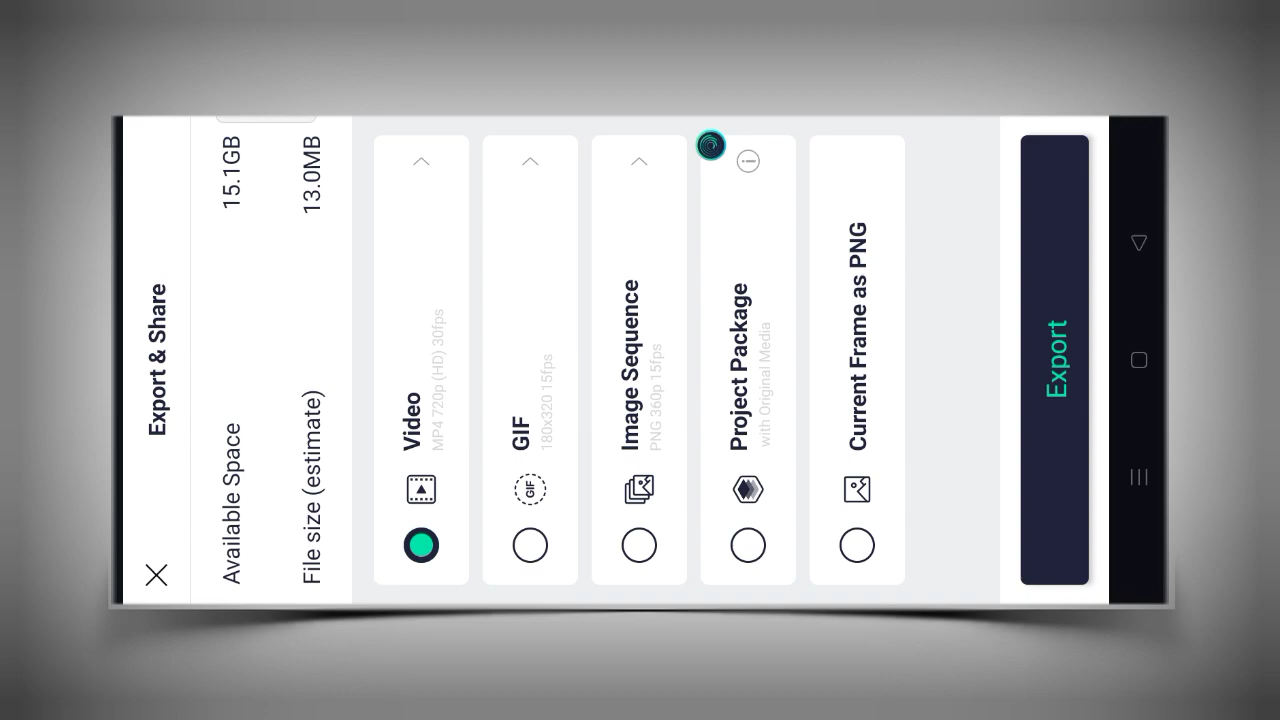 Export & Share
Available Space 15.1GB
File size (estimate) 13.0MB
Video
MP4 720p (HD) 30fps
GIF
GIF
180x320 15fps
Image Sequence
PNG 360p 15fps
Project Package
with Original Media
Current Frame as PNG
Export